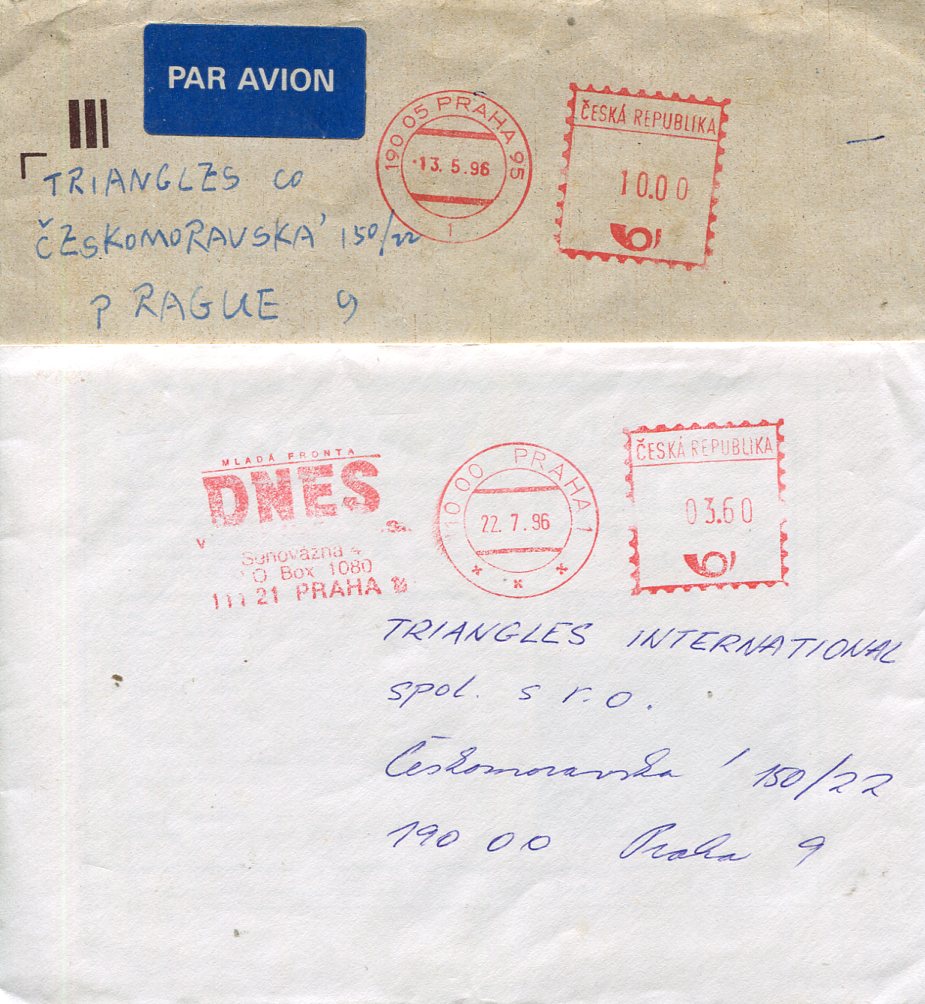 PAR AVION
190 05 PRAHA 95
13. 5. 96
1
ČESKÁ REPUBLIKA
10.00
TRIANGLES CO
ČESKOMORAVSKÁ 150/22
PRAGUE 9
MLADÁ FRONTA
DNES
Senovážná 4
PO Box 1080
111 21 PRAHA
110 00 PRAHA 1
22. 7. 96
ČESKÁ REPUBLIKA
03.60
TRIANGLES INTERNATIONAL
spol. s r.o.
Českomoravská 150/22
190 00 Praha 9